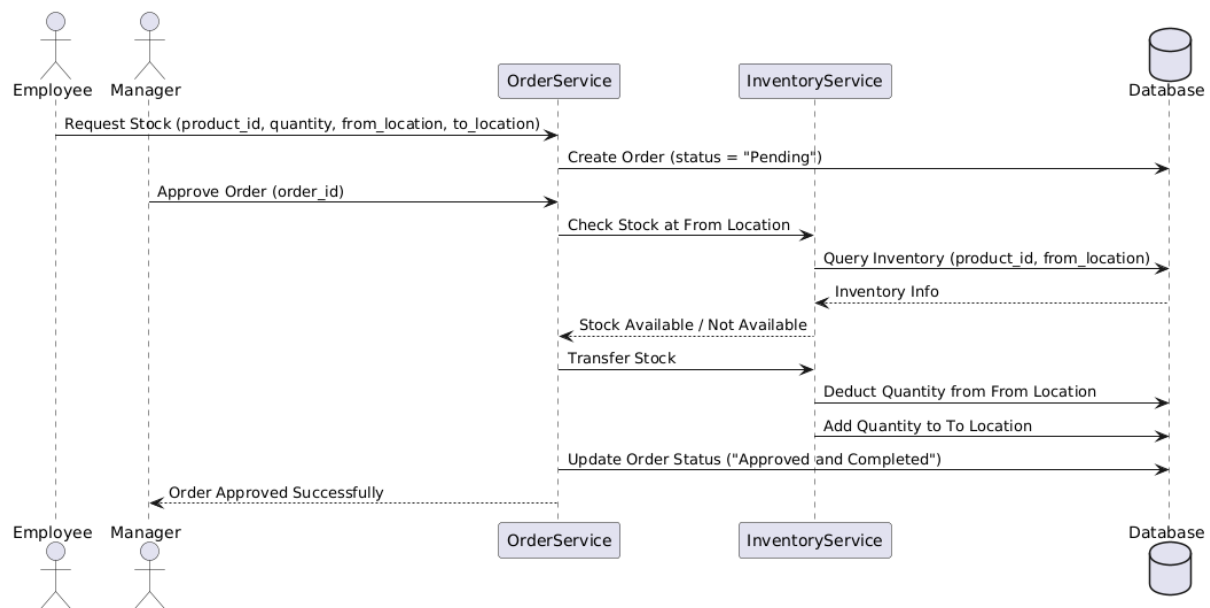 Employee
Manager
OrderService
InventoryService
Database
Request Stock (product_id, quantity, from_location, to_location)
Create Order (status = "Pending")
Approve Order (order_id)
Check Stock at From Location
Query Inventory (product_id, from_location)
Inventory Info
Stock Available / Not Available
Transfer Stock
Deduct Quantity from From Location
Add Quantity to To Location
Update Order Status ("Approved and Completed")
Order Approved Successfully
Employee
Manager
OrderService
InventoryService
Database